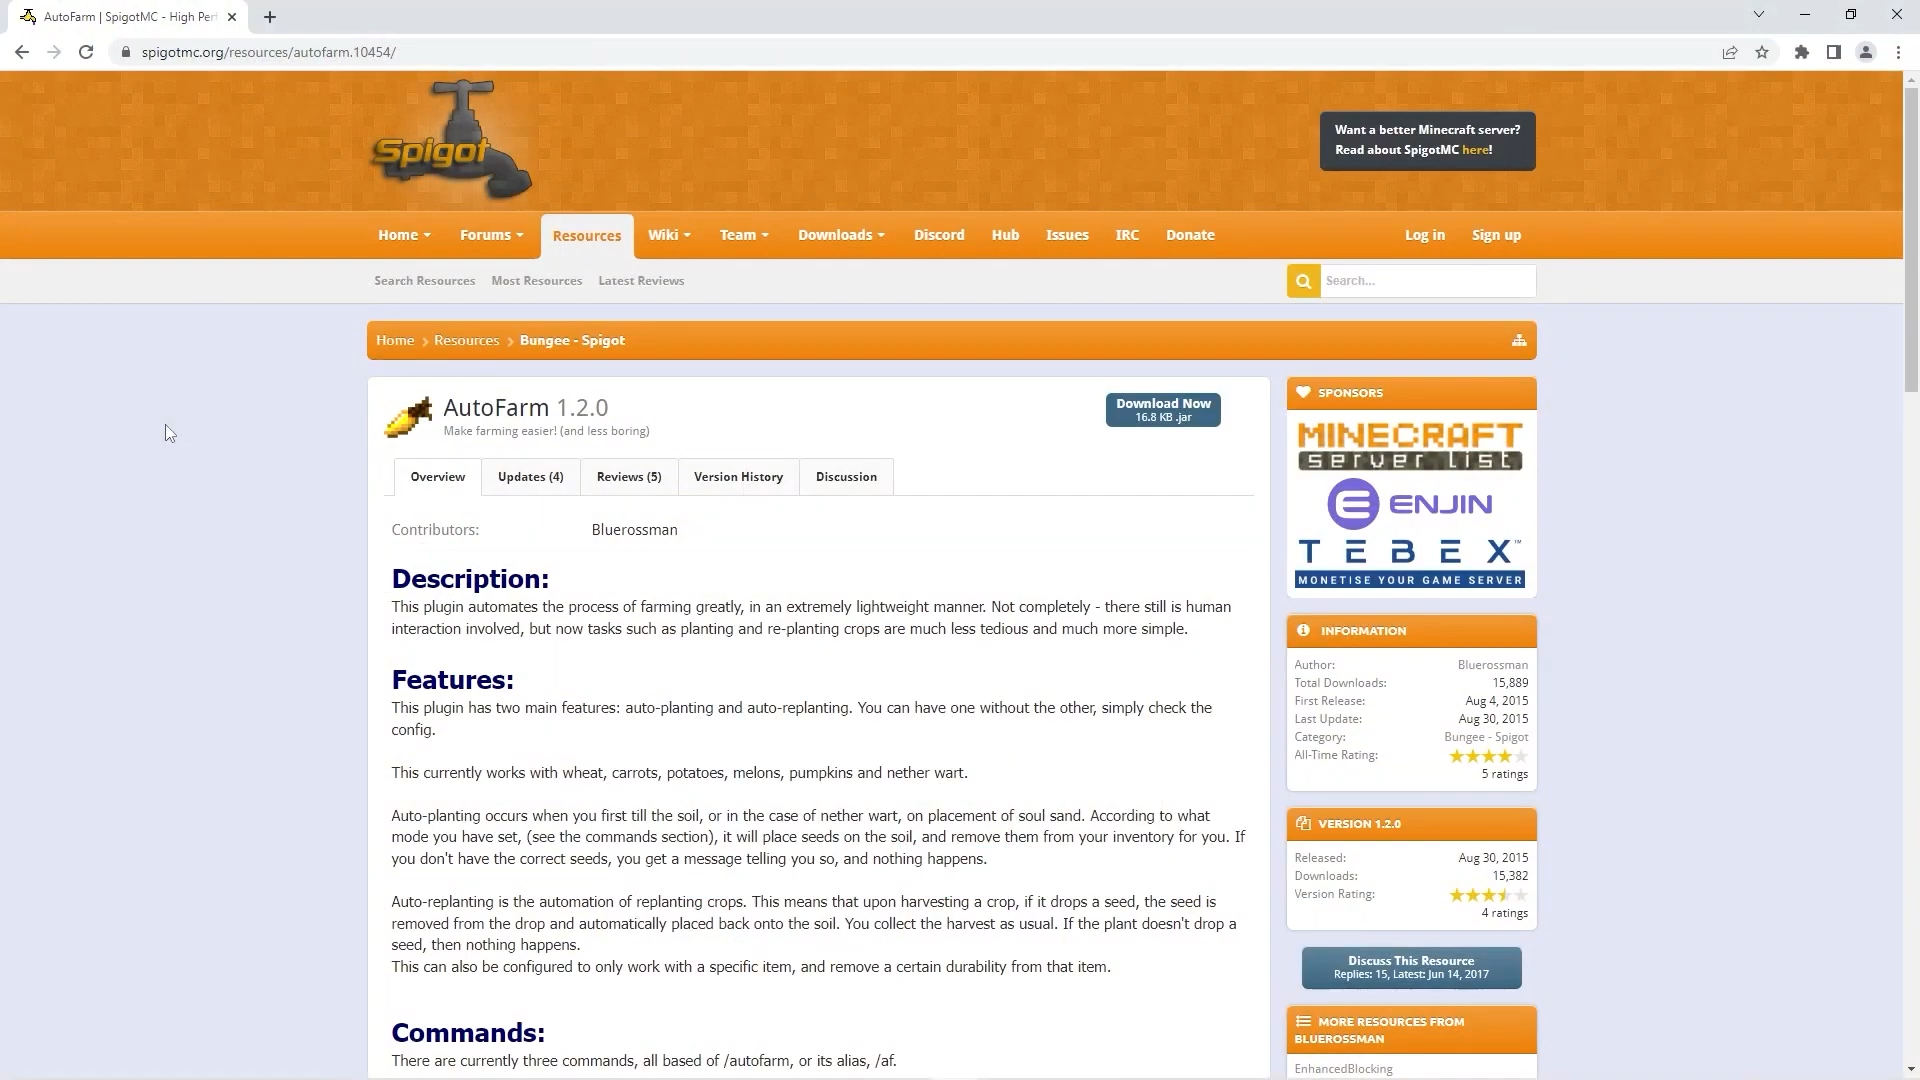 AutoFarm | SpigotMC - High Perf
spigotmc.org/resources/autofarm.10454/
Spigot
Want a better Minecraft server?
Read about SpigotMC here!
Home Forums Resources Wiki Team Downloads Discord Hub Issues IRC Donate Log in Sign up
Search Resources Most Resources Latest Reviews Search...
Home Resources Bungee - Spigot
AutoFarm 1.2.0
Make farming easier! (and less boring)
Download Now
16.8 KB .jar
Overview Updates (4) Reviews (5) Version History Discussion
Contributors: Bluerossman
Description:
This plugin automates the process of farming greatly, in an extremely lightweight manner. Not completely - there still is human
interaction involved, but now tasks such as planting and re-planting crops are much less tedious and much more simple.
Features:
This plugin has two main features: auto-planting and auto-replanting. You can have one without the other, simply check the
config.
This currently works with wheat, carrots, potatoes, melons, pumpkins and nether wart.
Auto-planting occurs when you first till the soil, or in the case of nether wart, on placement of soul sand. According to what
mode you have set, (see the commands section), it will place seeds on the soil, and remove them from your inventory for you. If
you don't have the correct seeds, you get a message telling you so, and nothing happens.
Auto-replanting is the automation of replanting crops. This means that upon harvesting a crop, if it drops a seed, the seed is
removed from the drop and automatically placed back onto the soil. You collect the harvest as usual. If the plant doesn't drop a
seed, then nothing happens.
This can also be configured to only work with a specific item, and remove a certain durability from that item.
Commands:
There are currently three commands, all based of /autofarm, or its alias, /af.
SPONSORS
MINECRAFT
server list
ENJIN
TEBEX™
MONETISE YOUR GAME SERVER
INFORMATION
Author: Bluerossman
Total Downloads: 15,889
First Release: Aug 4, 2015
Last Update: Aug 30, 2015
Category: Bungee - Spigot
All-Time Rating:
5 ratings
VERSION 1.2.0
Released: Aug 30, 2015
Downloads: 15,382
Version Rating:
4 ratings
Discuss This Resource
Replies: 15, Latest: Jun 14, 2017
MORE RESOURCES FROM
BLUEROSSMAN
EnhancedBlocking